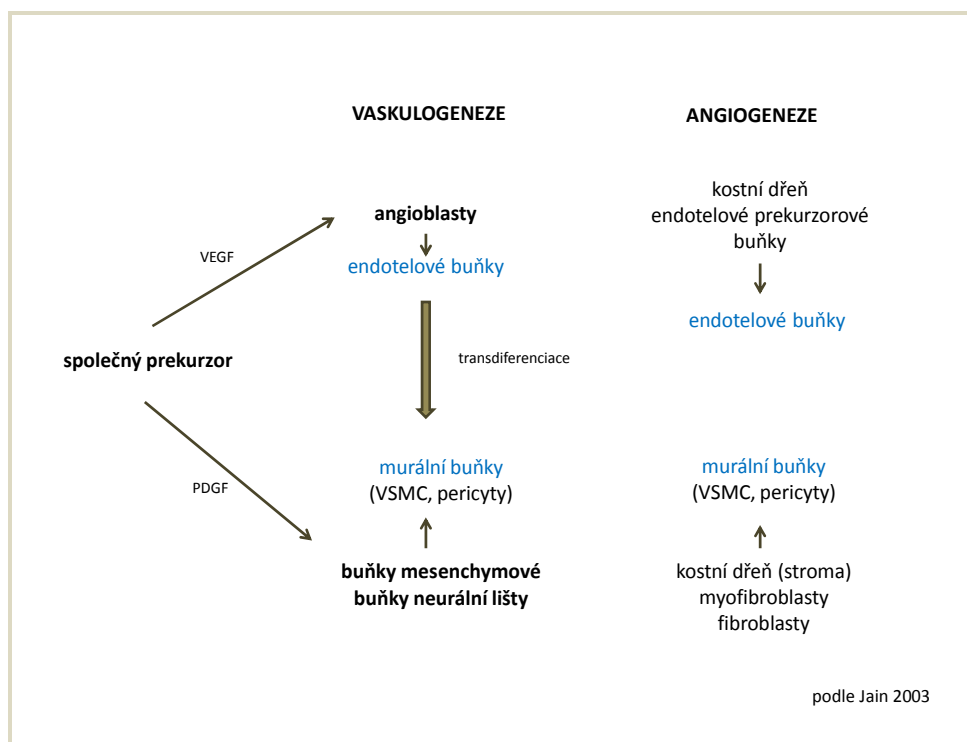 VASKULOGENEZE
ANGIOGENEZE
kostní dřeň
endotelové prekurzorové
buňky
angioblasty
VEGF
endotelové buňky
endotelové buňky
společný prekurzor
transdiferenciace
murální buňky
(VSMC, pericyty)
murální buňky
(VSMC, pericyty)
PDGF
buňky mesenchymové
buňky neurální lišty
kostní dřeň (stroma)
myofibroblasty
fibroblasty
podle Jain 2003